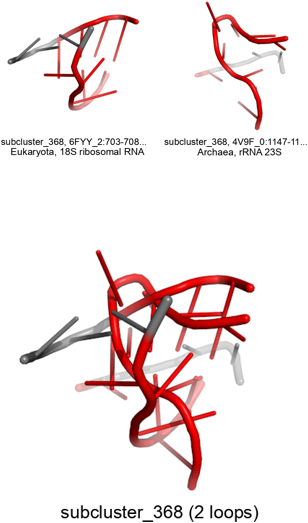 subcluster_368, 6FYY_2:703-708...
Eukaryota, 18S ribosomal RNA
subcluster_368, 4V9F_0:1147-11...
Archaea, rRNA 23S
subcluster_368 (2 loops)